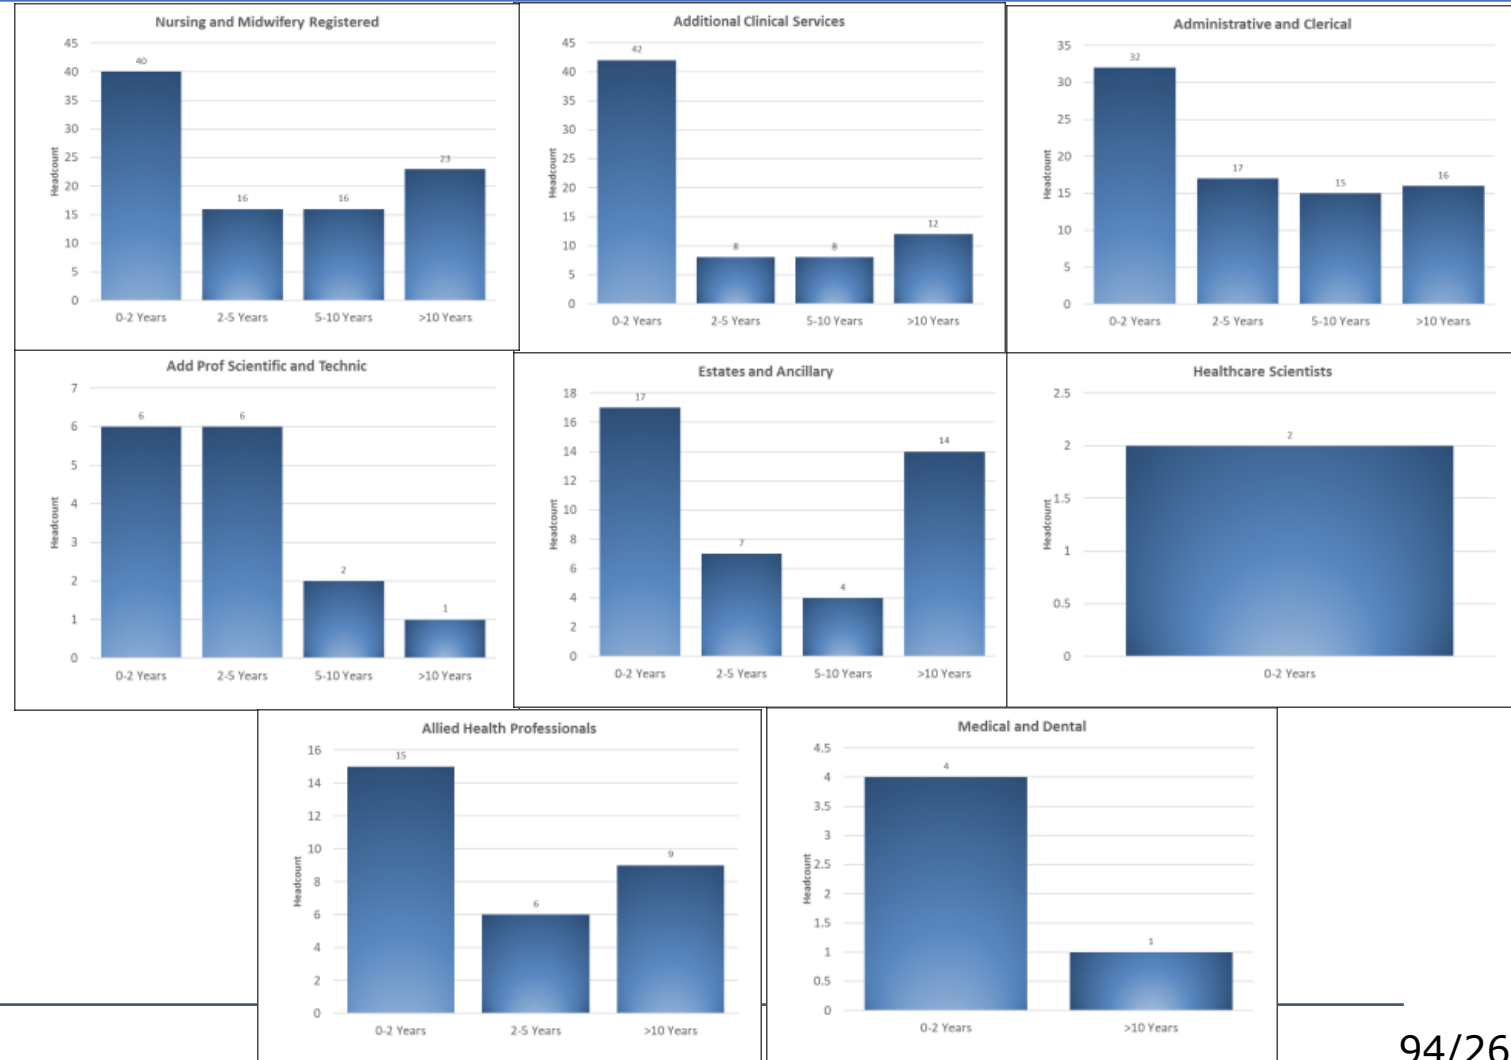 Nursing and Midwifery Registered
45
40
35
30
25
20
15
10
5
0
Headcount
40
16
16
23
0-2 Years
2-5 Years
5-10 Years
>10 Years
Additional Clinical Services
45
40
35
30
25
20
15
10
5
0
Headcount
42
8
8
12
0-2 Years
2-5 Years
5-10 Years
>10 Years
Administrative and Clerical
35
30
25
20
15
10
5
0
Headcount
32
17
15
16
0-2 Years
2-5 Years
5-10 Years
>10 Years
Add Prof Scientific and Technic
7
6
5
4
3
2
1
0
Headcount
6
6
2
1
0-2 Years
2-5 Years
5-10 Years
>10 Years
Estates and Ancillary
18
16
14
12
10
8
6
4
2
0
Headcount
17
7
4
14
0-2 Years
2-5 Years
5-10 Years
>10 Years
Healthcare Scientists
2.5
2
1.5
1
0.5
0
Headcount
2
0-2 Years
Allied Health Professionals
16
14
12
10
8
6
4
2
0
Headcount
15
6
9
0-2 Years
2-5 Years
>10 Years
Medical and Dental
4.5
4
3.5
3
2.5
2
1.5
1
0.5
0
Headcount
4
1
0-2 Years
>10 Years
94/26